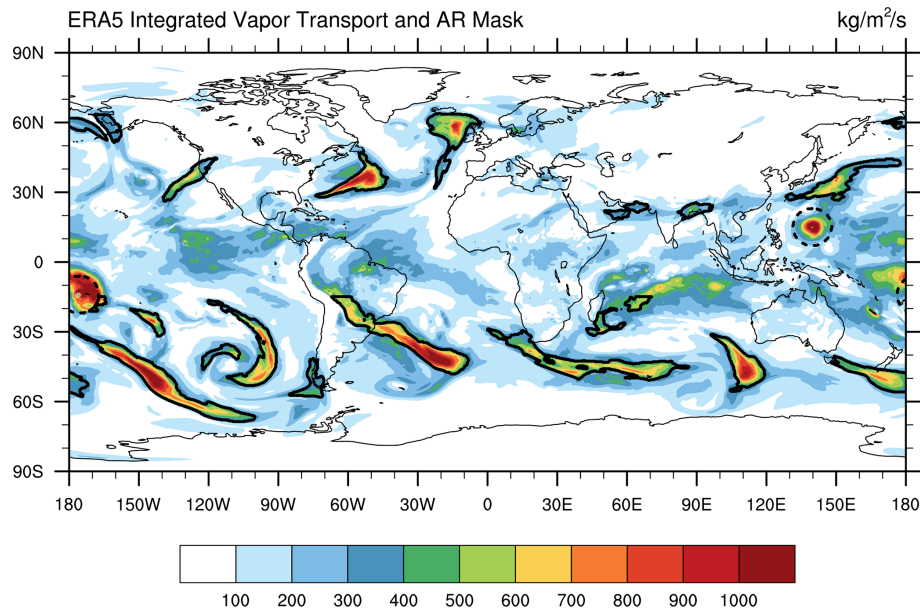 ERA5 Integrated Vapor Transport and AR Mask kg/m²/s
90N
60N
30N
0
30S
60S
90S
180 150W 120W 90W 60W 30W 0 30E 60E 90E 120E 150E 180
100 200 300 400 500 600 700 800 900 1000